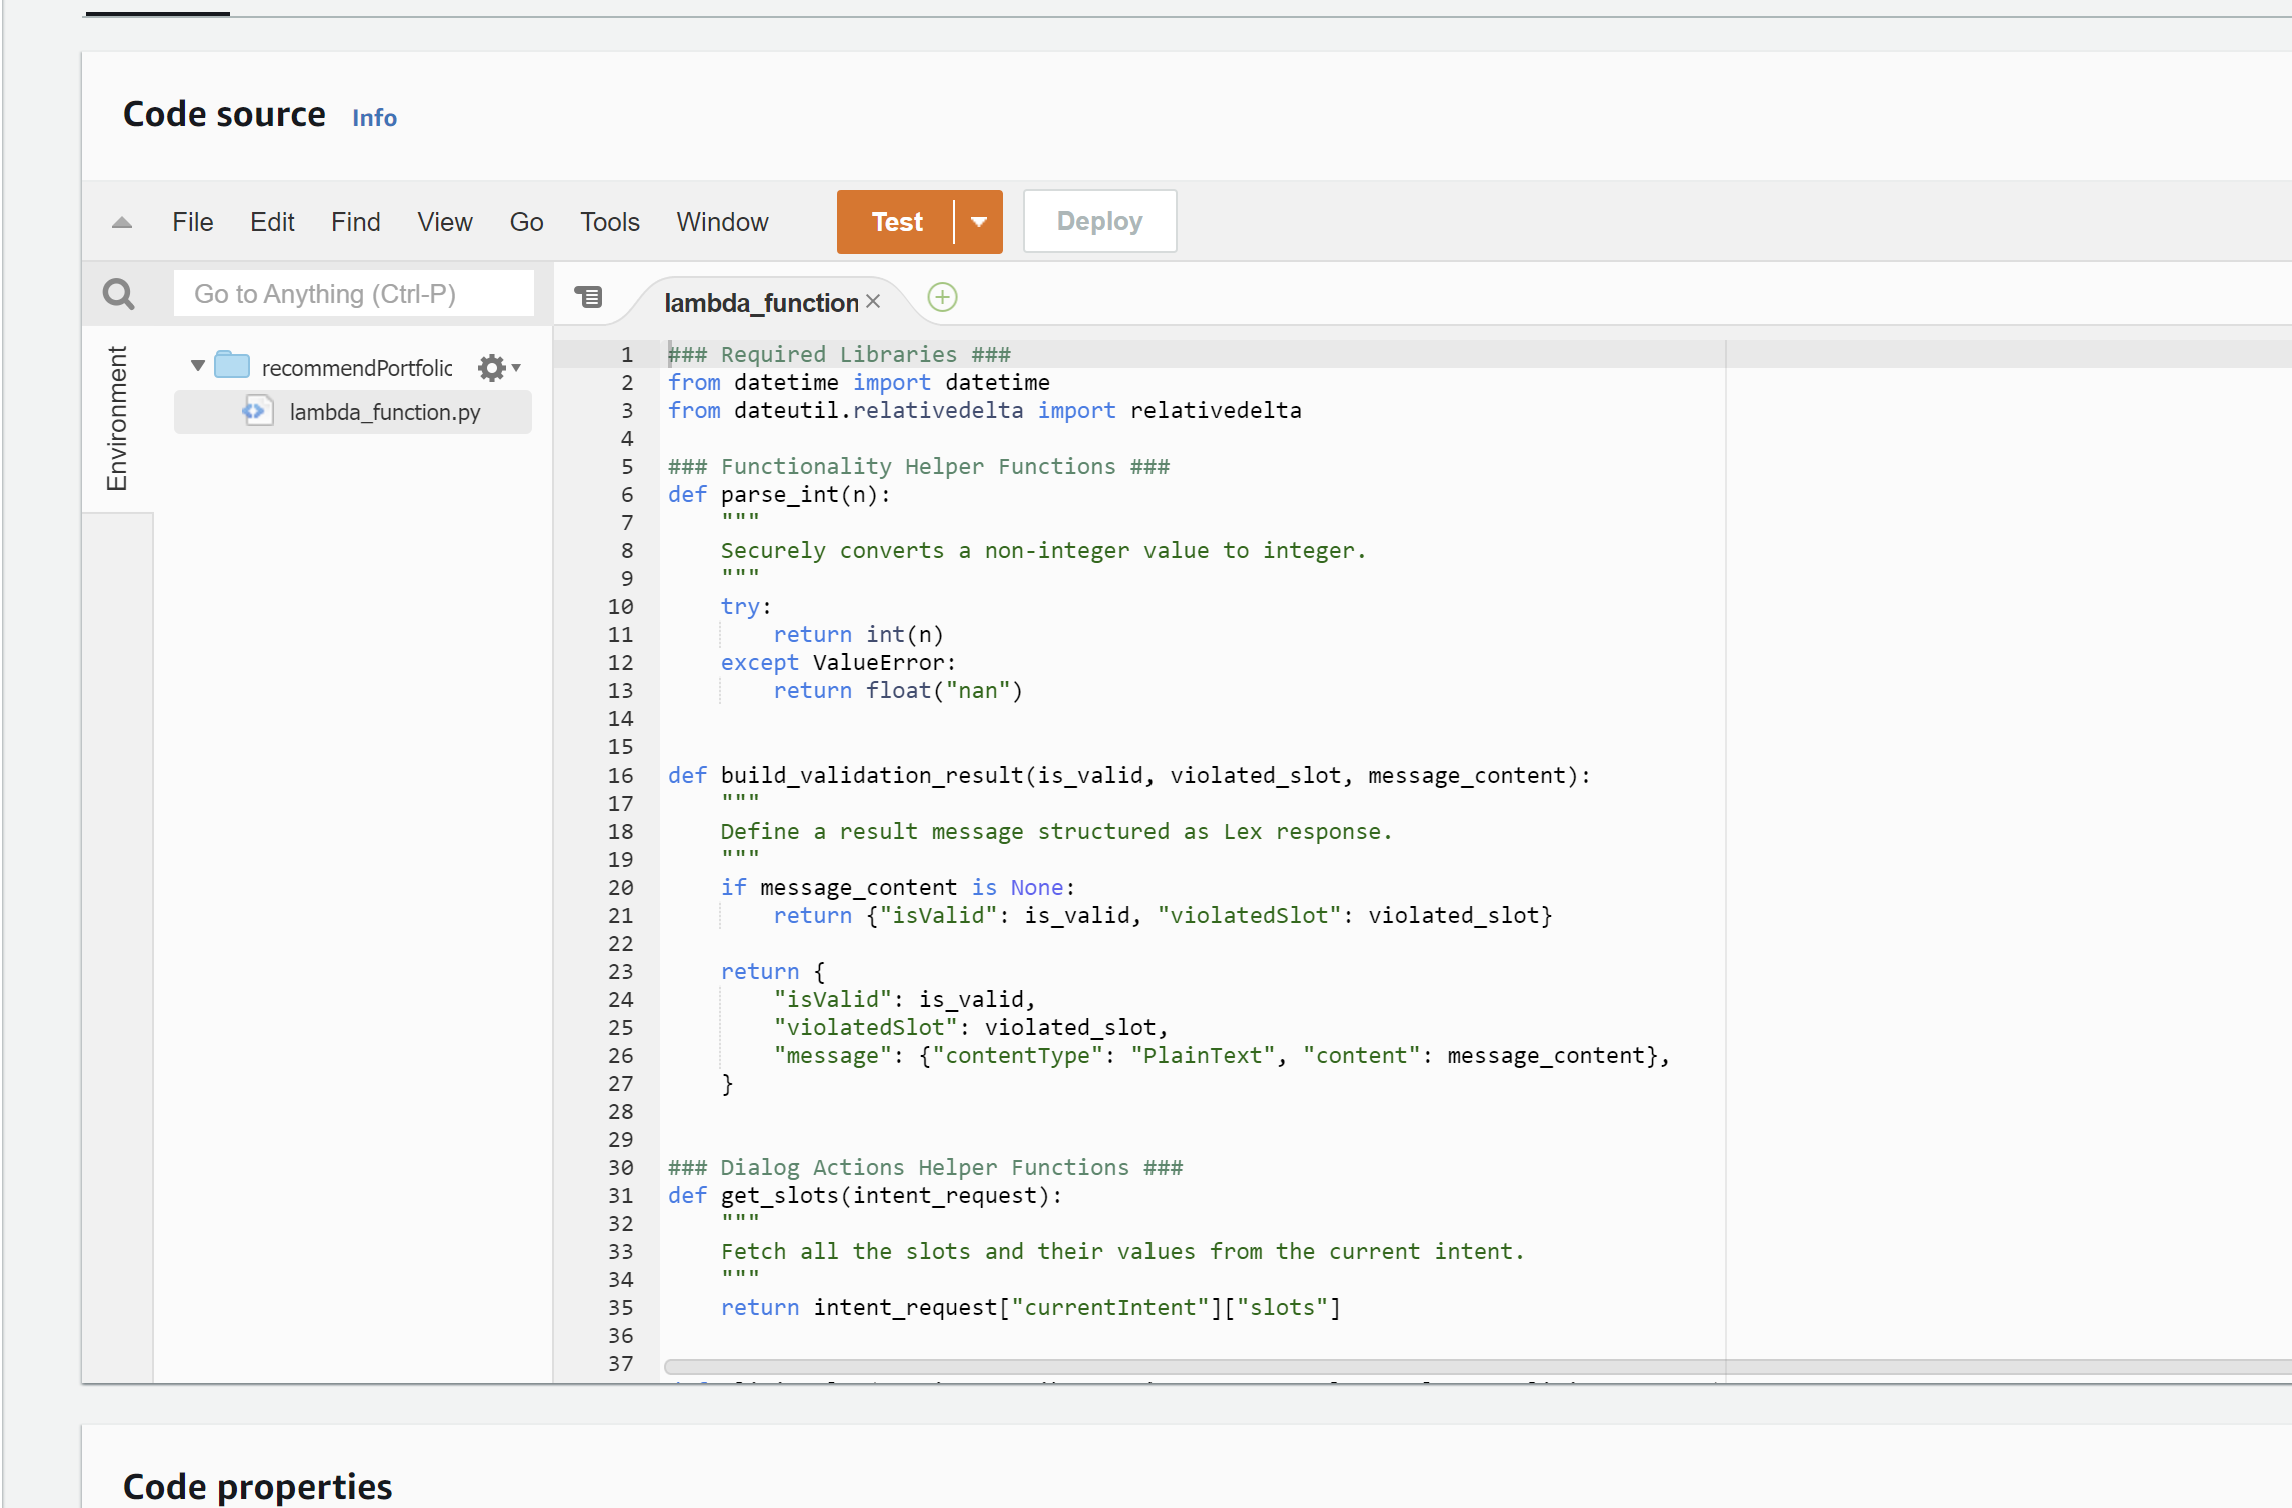 Code source Info
File Edit Find View Go Tools Window Test Deploy
Go to Anything (Ctrl-P)
lambda_function
Environment
recommendPortfolic
lambda_function.py
1 ### Required Libraries ###
2 from datetime import datetime
3 from dateutil.relativedelta import relativedelta
4
5 ### Functionality Helper Functions ###
6 def parse_int(n):
7     """
8     Securely converts a non-integer value to integer.
9     """
10     try:
11         return int(n)
12     except ValueError:
13         return float("nan")
14
15
16 def build_validation_result(is_valid, violated_slot, message_content):
17     """
18     Define a result message structured as Lex response.
19     """
20     if message_content is None:
21         return {"isValid": is_valid, "violatedSlot": violated_slot}
22
23     return {
24         "isValid": is_valid,
25         "violatedSlot": violated_slot,
26         "message": {"contentType": "PlainText", "content": message_content},
27     }
28
29
30 ### Dialog Actions Helper Functions ###
31 def get_slots(intent_request):
32     """
33     Fetch all the slots and their values from the current intent.
34     """
35     return intent_request["currentIntent"]["slots"]
36
37
Code properties